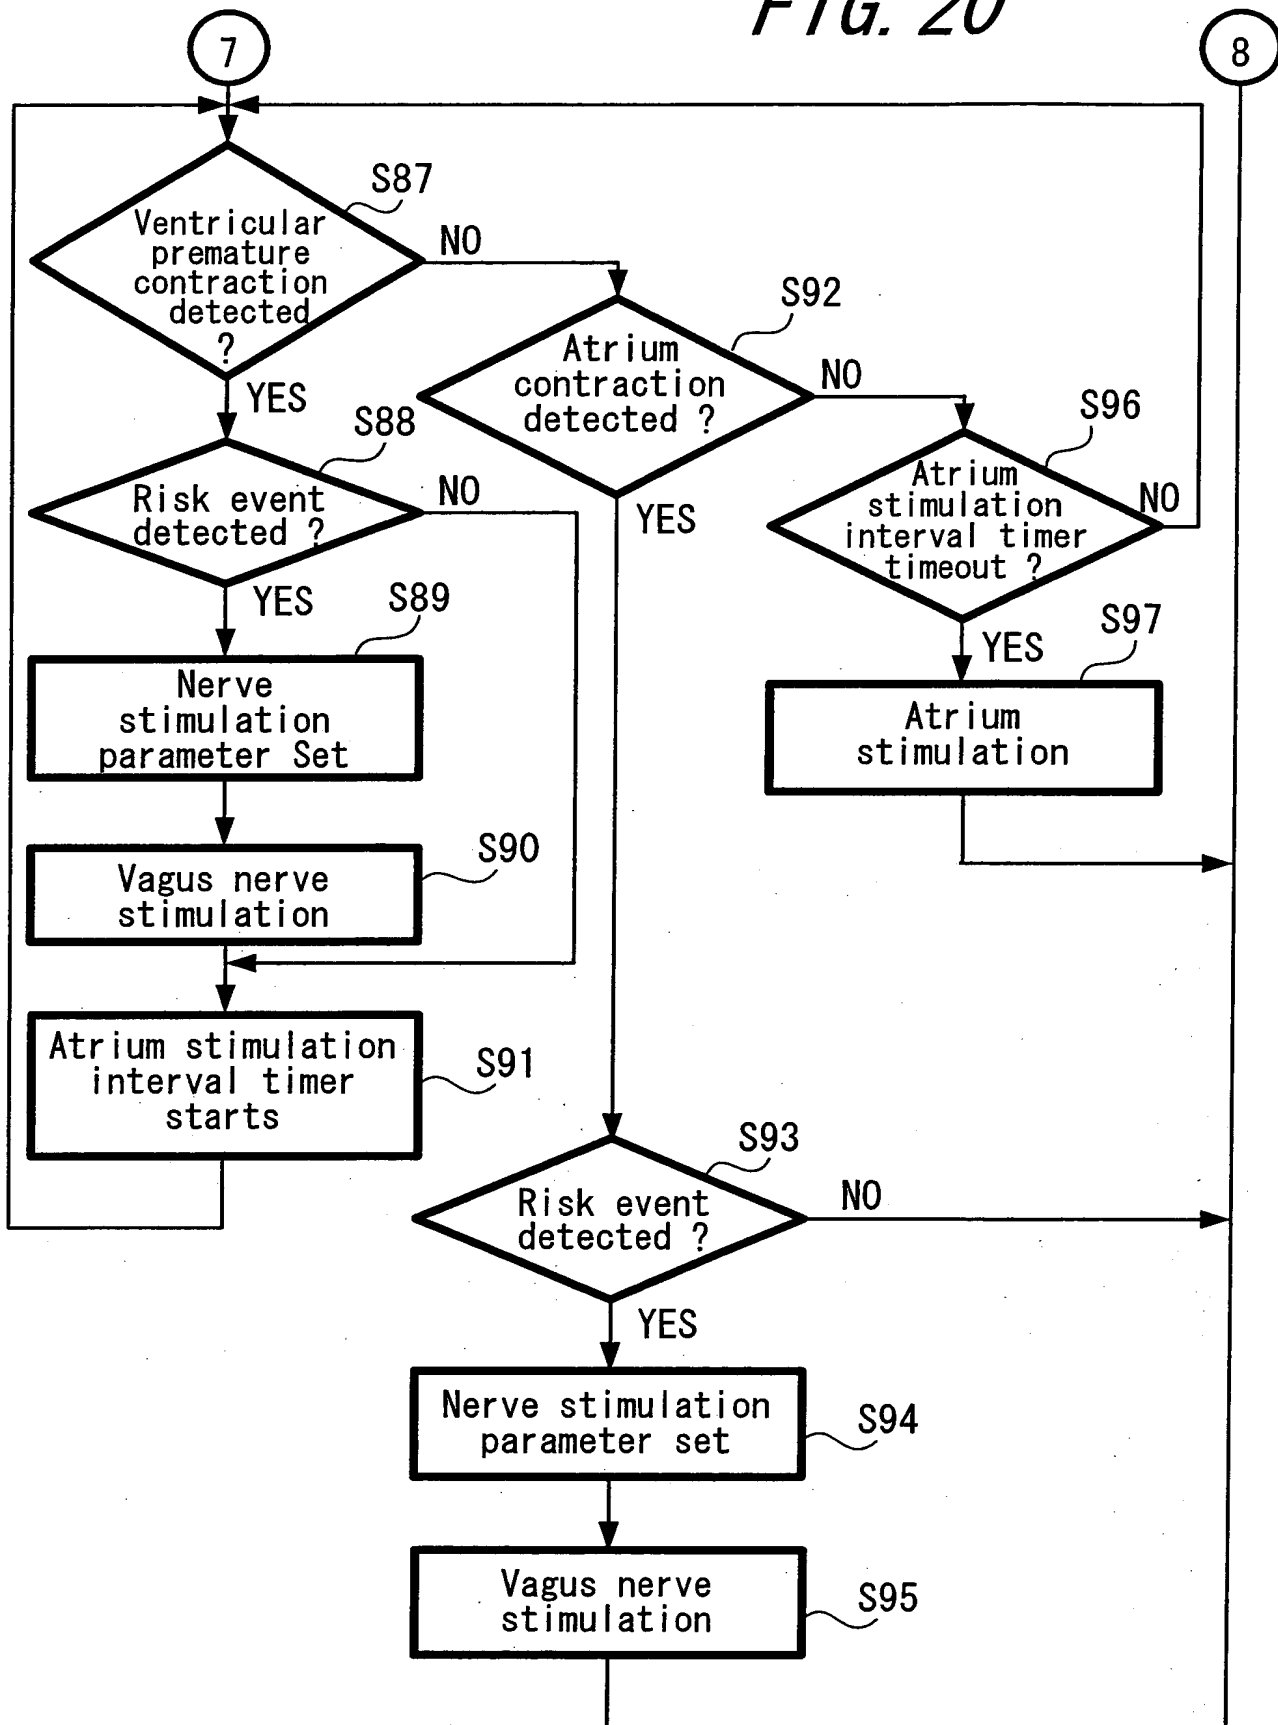 FIG. 20
7
8
S87
Ventricular
premature
contraction
detected
?
NO
YES
S92
Atrium
contraction
detected ?
NO
YES
S96
Atrium
stimulation
interval timer
timeout ?
NO
YES
S88
Risk event
detected ?
NO
YES
S89
Nerve
stimulation
parameter Set
S97
Atrium
stimulation
S90
Vagus nerve
stimulation
S91
Atrium stimulation
interval timer
starts
S93
Risk event
detected ?
NO
YES
S94
Nerve stimulation
parameter set
S95
Vagus nerve
stimulation